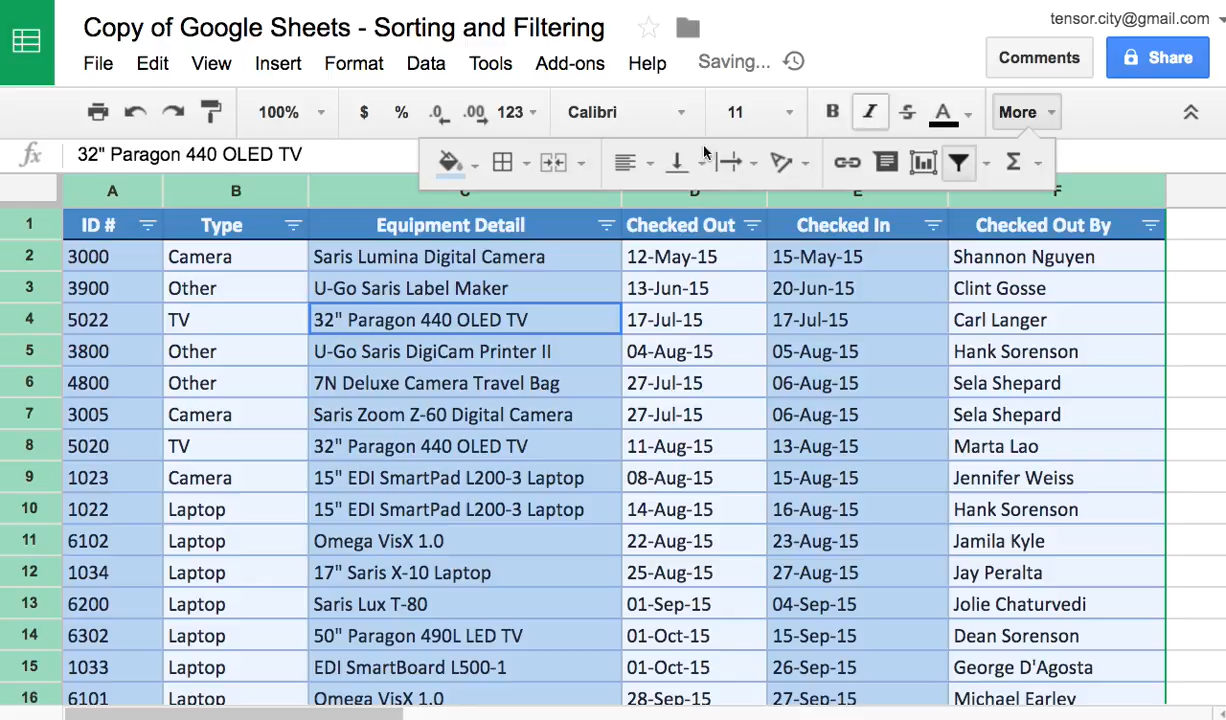 Copy of Google Sheets - Sorting and Filtering
tensor.city@gmail.com
File Edit View Insert Format Data Tools Add-ons Help Saving...
Comments Share
100% $ % .0 .00 123 Calibri 11 B I S A More
fx 32" Paragon 440 OLED TV
A B C D E F
1 ID # Type Equipment Detail Checked Out Checked In Checked Out By
2 3000 Camera Saris Lumina Digital Camera 12-May-15 15-May-15 Shannon Nguyen
3 3900 Other U-Go Saris Label Maker 13-Jun-15 20-Jun-15 Clint Gosse
4 5022 TV 32" Paragon 440 OLED TV 17-Jul-15 17-Jul-15 Carl Langer
5 3800 Other U-Go Saris DigiCam Printer II 04-Aug-15 05-Aug-15 Hank Sorenson
6 4800 Other 7N Deluxe Camera Travel Bag 27-Jul-15 06-Aug-15 Sela Shepard
7 3005 Camera Saris Zoom Z-60 Digital Camera 27-Jul-15 06-Aug-15 Sela Shepard
8 5020 TV 32" Paragon 440 OLED TV 11-Aug-15 13-Aug-15 Marta Lao
9 1023 Camera 15" EDI SmartPad L200-3 Laptop 08-Aug-15 15-Aug-15 Jennifer Weiss
10 1022 Laptop 15" EDI SmartPad L200-3 Laptop 14-Aug-15 16-Aug-15 Hank Sorenson
11 6102 Laptop Omega VisX 1.0 22-Aug-15 23-Aug-15 Jamila Kyle
12 1034 Laptop 17" Saris X-10 Laptop 25-Aug-15 27-Aug-15 Jay Peralta
13 6200 Laptop Saris Lux T-80 01-Sep-15 04-Sep-15 Jolie Chaturvedi
14 6302 Laptop 50" Paragon 490L LED TV 01-Oct-15 15-Sep-15 Dean Sorenson
15 1033 Laptop EDI SmartBoard L500-1 01-Oct-15 26-Sep-15 George D'Agosta
16 6101 Laptop Omega VisX 1.0 28-Sep-15 27-Sep-15 Michael Earley